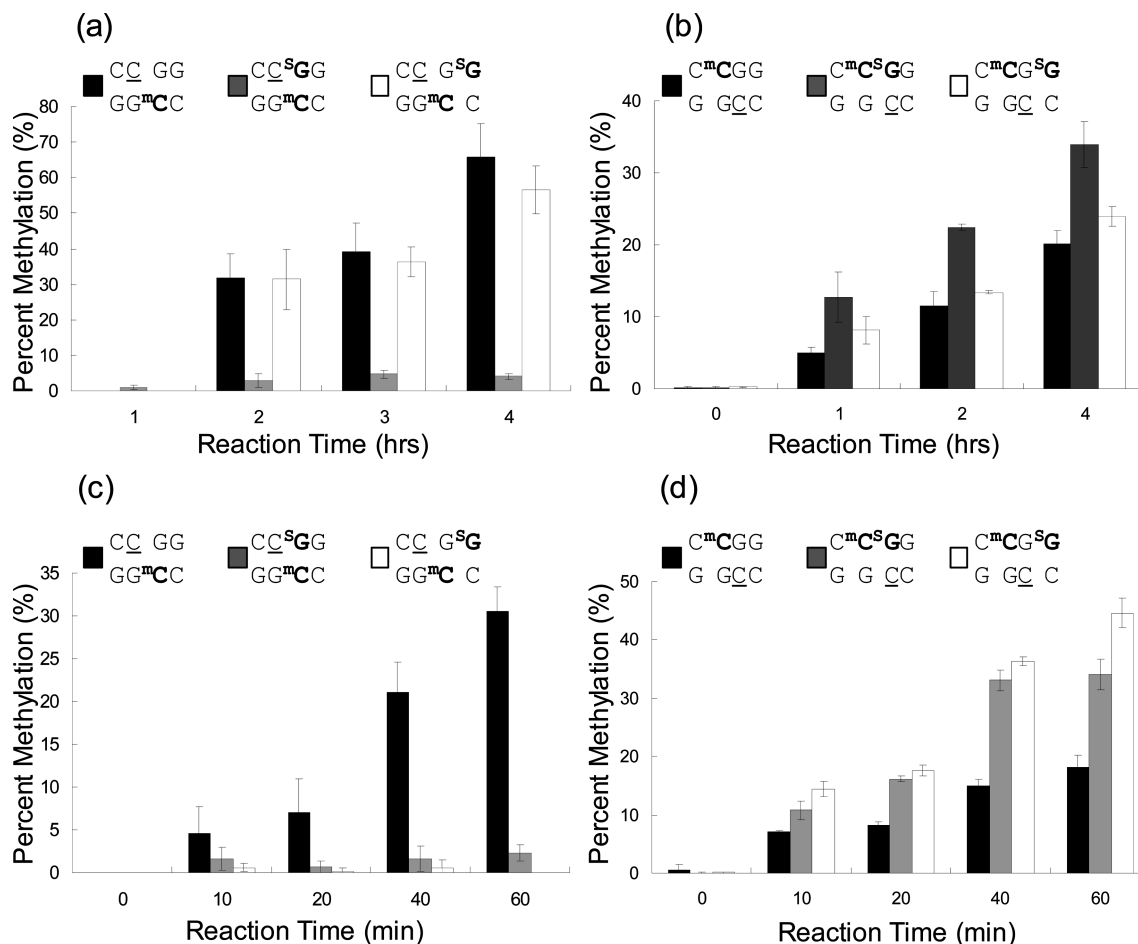 (a)
CC GG
GGmCC
CCSGG
GGmCC
CC GSG
GGmC C
Percent Methylation (%)
80
70
60
50
40
30
20
10
0
1 2 3 4
Reaction Time (hrs)
(b)
CmCGG
G GCC
CmCSGG
G G CC
CmCGSG
G GC C
Percent Methylation (%)
40
30
20
10
0
0 1 2 4
Reaction Time (hrs)
(c)
CC GG
GGmCC
CCSGG
GGmCC
CC GSG
GGmC C
Percent Methylation (%)
35
30
25
20
15
10
5
0
0 10 20 40 60
Reaction Time (min)
(d)
CmCGG
G GCC
CmCSGG
G G CC
CmCGSG
G GC C
Percent Methylation (%)
50
40
30
20
10
0
0 10 20 40 60
Reaction Time (min)